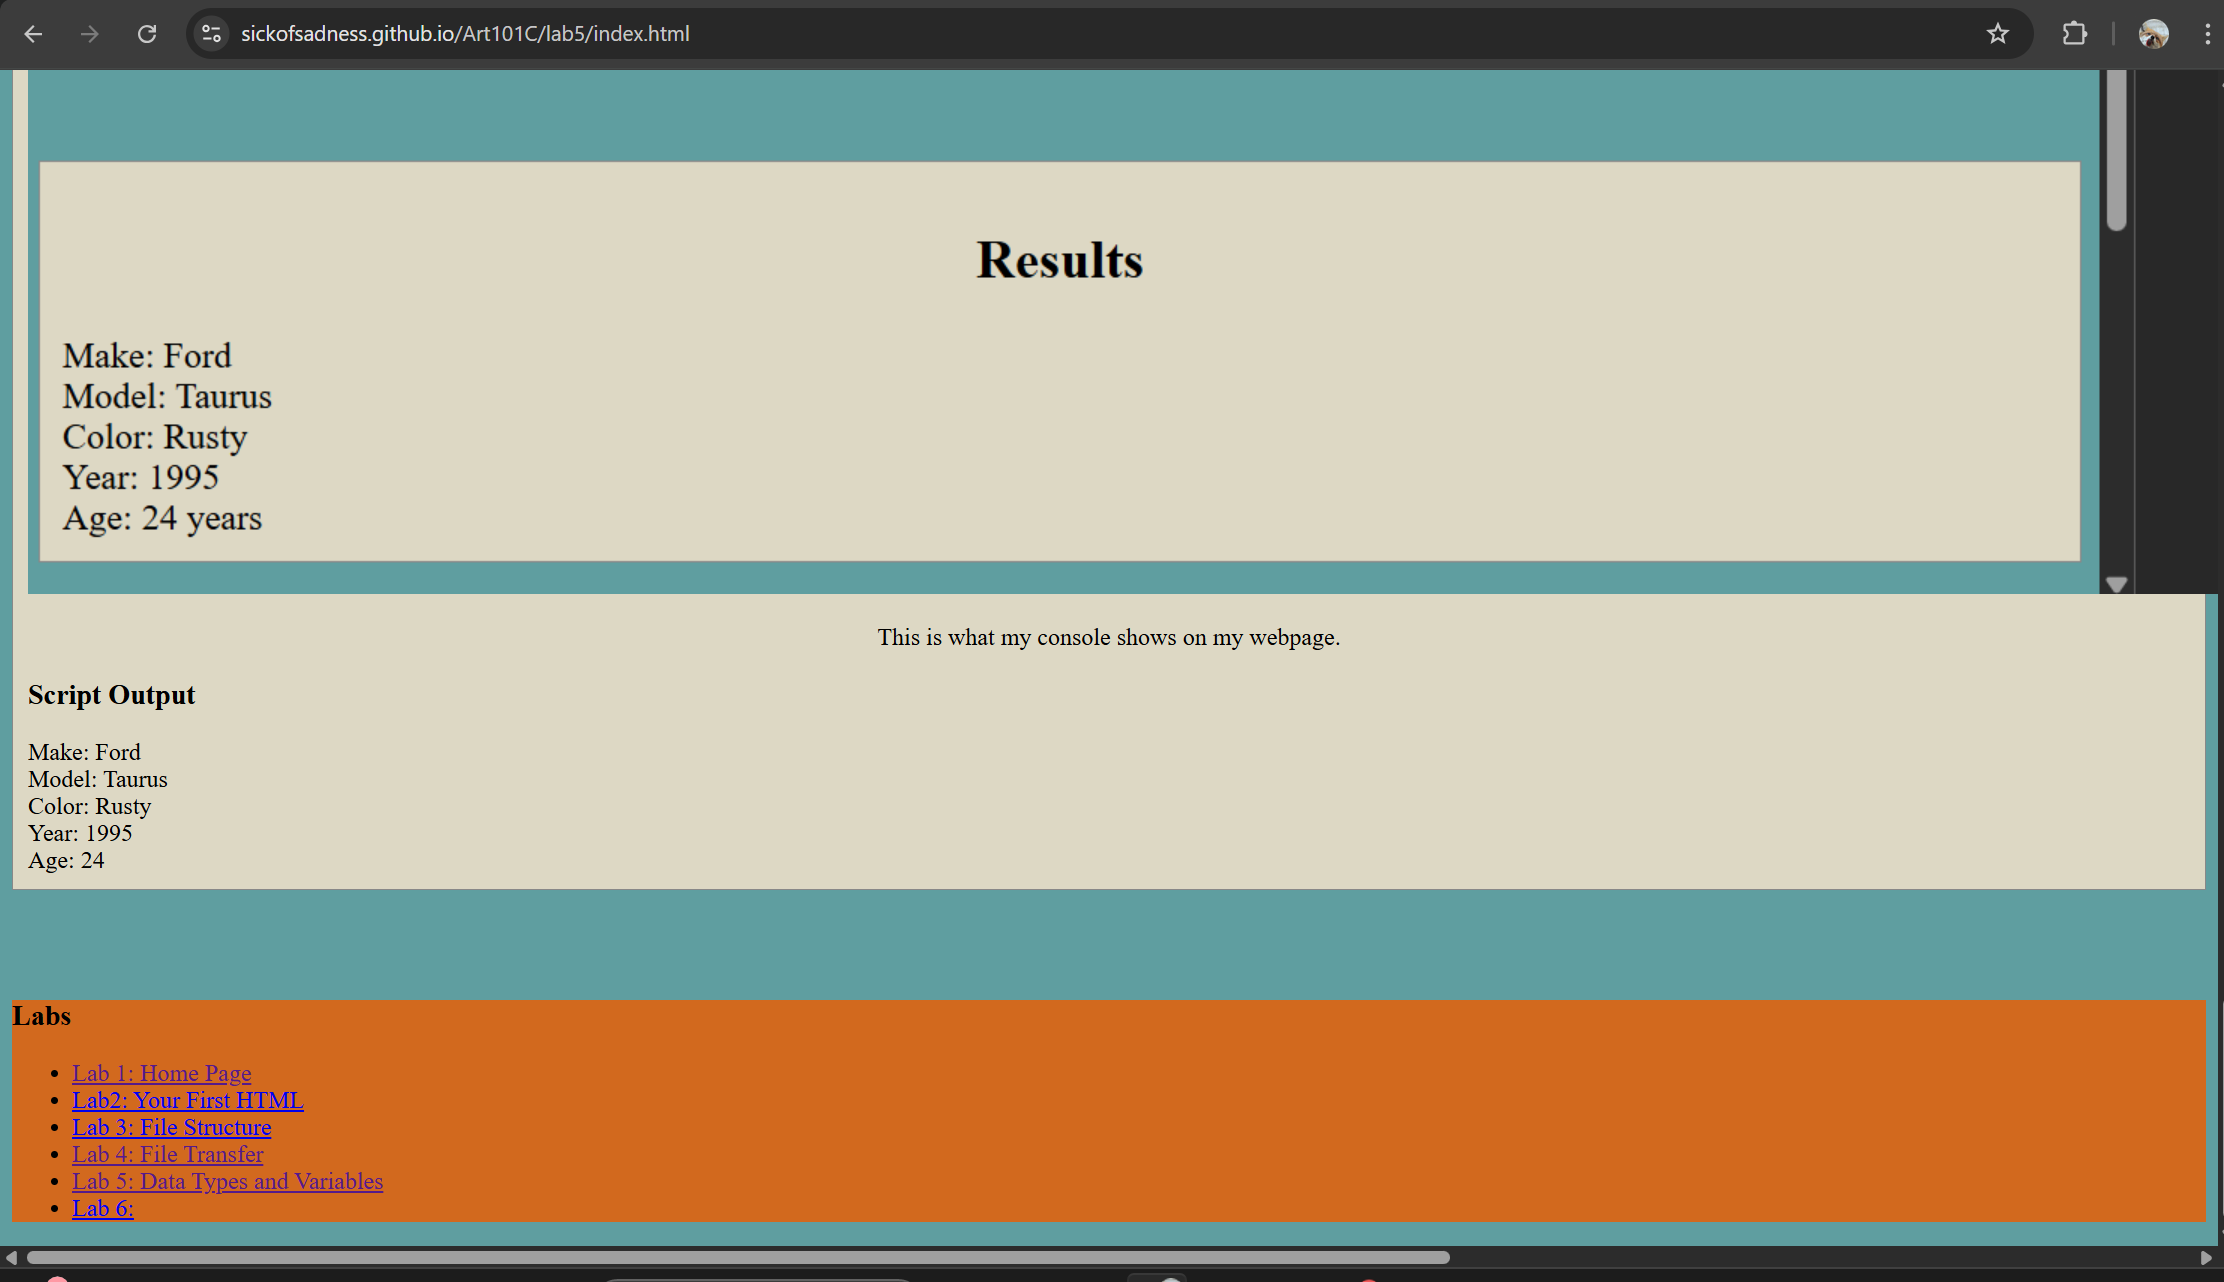 sickofsadness.github.io/Art101C/lab5/index.html
Results
Make: Ford
Model: Taurus
Color: Rusty
Year: 1995
Age: 24 years
This is what my console shows on my webpage.
Script Output
Make: Ford
Model: Taurus
Color: Rusty
Year: 1995
Age: 24
Labs
Lab 1: Home Page
Lab2: Your First HTML
Lab 3: File Structure
Lab 4: File Transfer
Lab 5: Data Types and Variables
Lab 6: